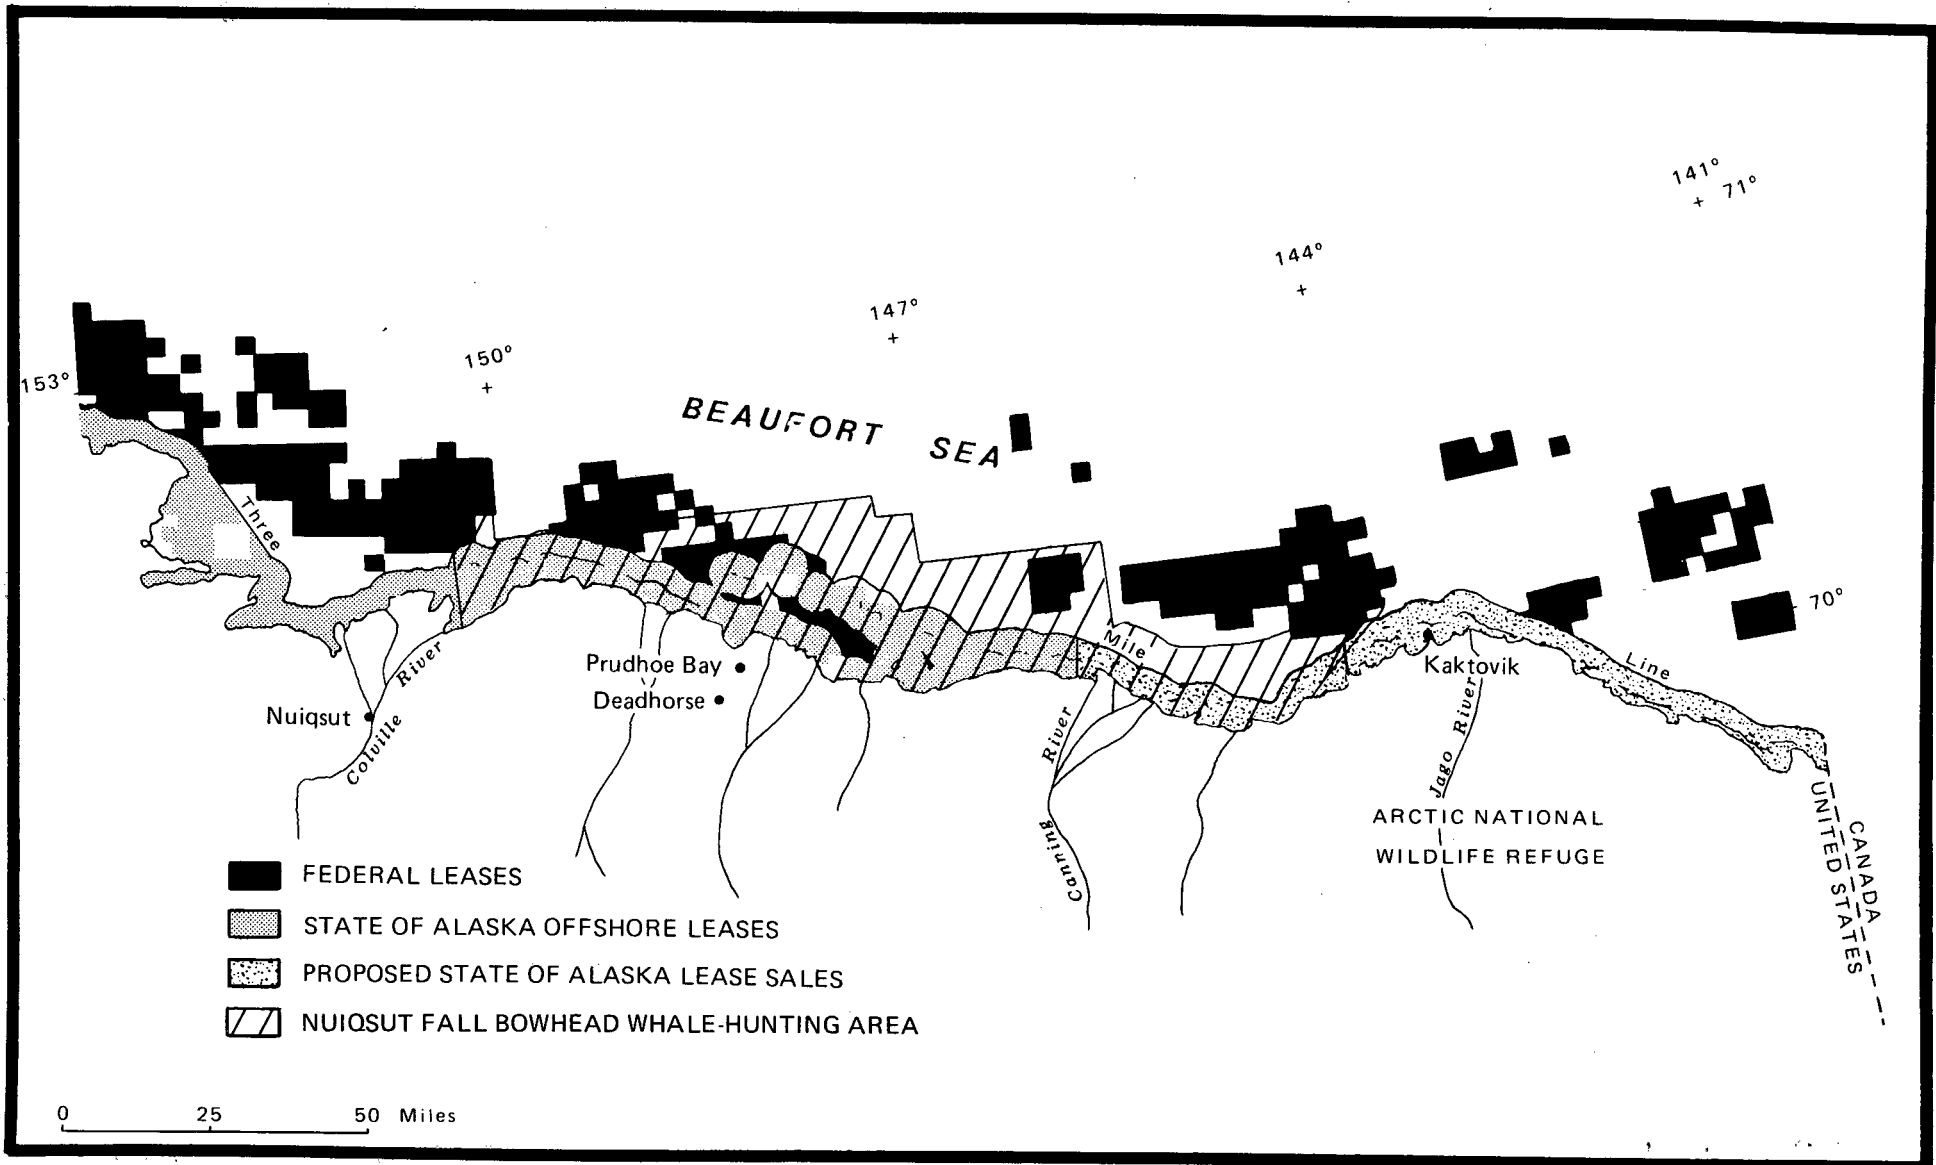 141°
71°
144°
147°
150°
153°
BEAUFORT SEA
Three
Mile
Line
70°
Prudhoe Bay
Deadhorse
Nuiqsut
Colville River
Canning River
Kaktovik
Jago River
ARCTIC NATIONAL
WILDLIFE REFUGE
CANADA
UNITED STATES
FEDERAL LEASES
STATE OF ALASKA OFFSHORE LEASES
PROPOSED STATE OF ALASKA LEASE SALES
NUIQSUT FALL BOWHEAD WHALE-HUNTING AREA
0 25 50 Miles